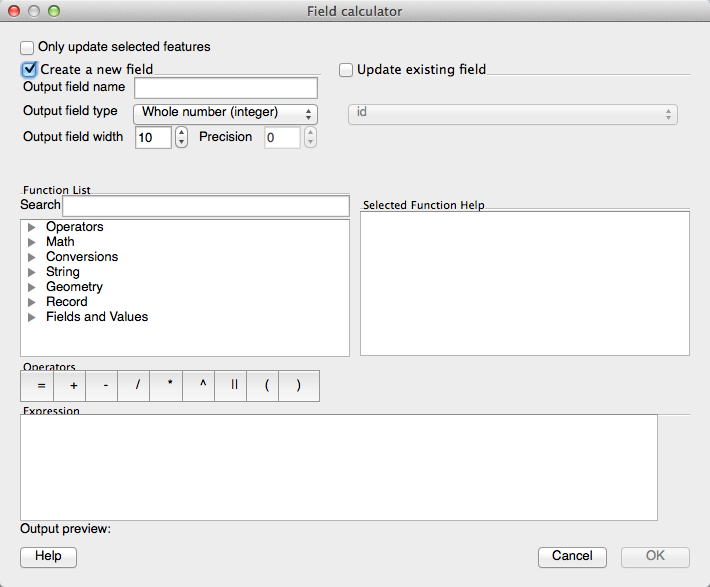 Field calculator
Only update selected features
Create a new field
Update existing field
Output field name
Output field type Whole number (integer)
id
Output field width 10 Precision 0
Function List
Search
Selected Function Help
Operators
Math
Conversions
String
Geometry
Record
Fields and Values
Operators
= + - / * ^ || ( )
Expression
Output preview:
Help Cancel OK